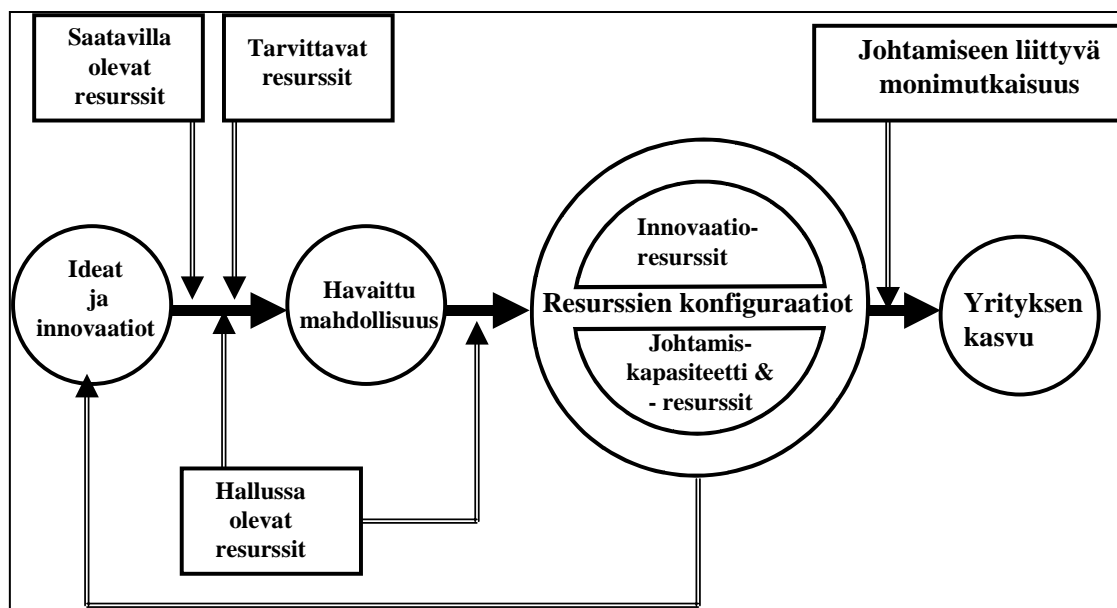 Saatavilla
olevat
resurssit
Tarvittavat
resurssit
Johtamiseen liittyvä
monimutkaisuus
Ideat
ja
innovaatiot
Havaittu
mahdollisuus
Innovaatio-
resurssit
Resurssien konfiguraatiot
Johtamis-
kapasiteetti &
- resurssit
Yrityksen
kasvu
Hallussa
olevat
resurssit